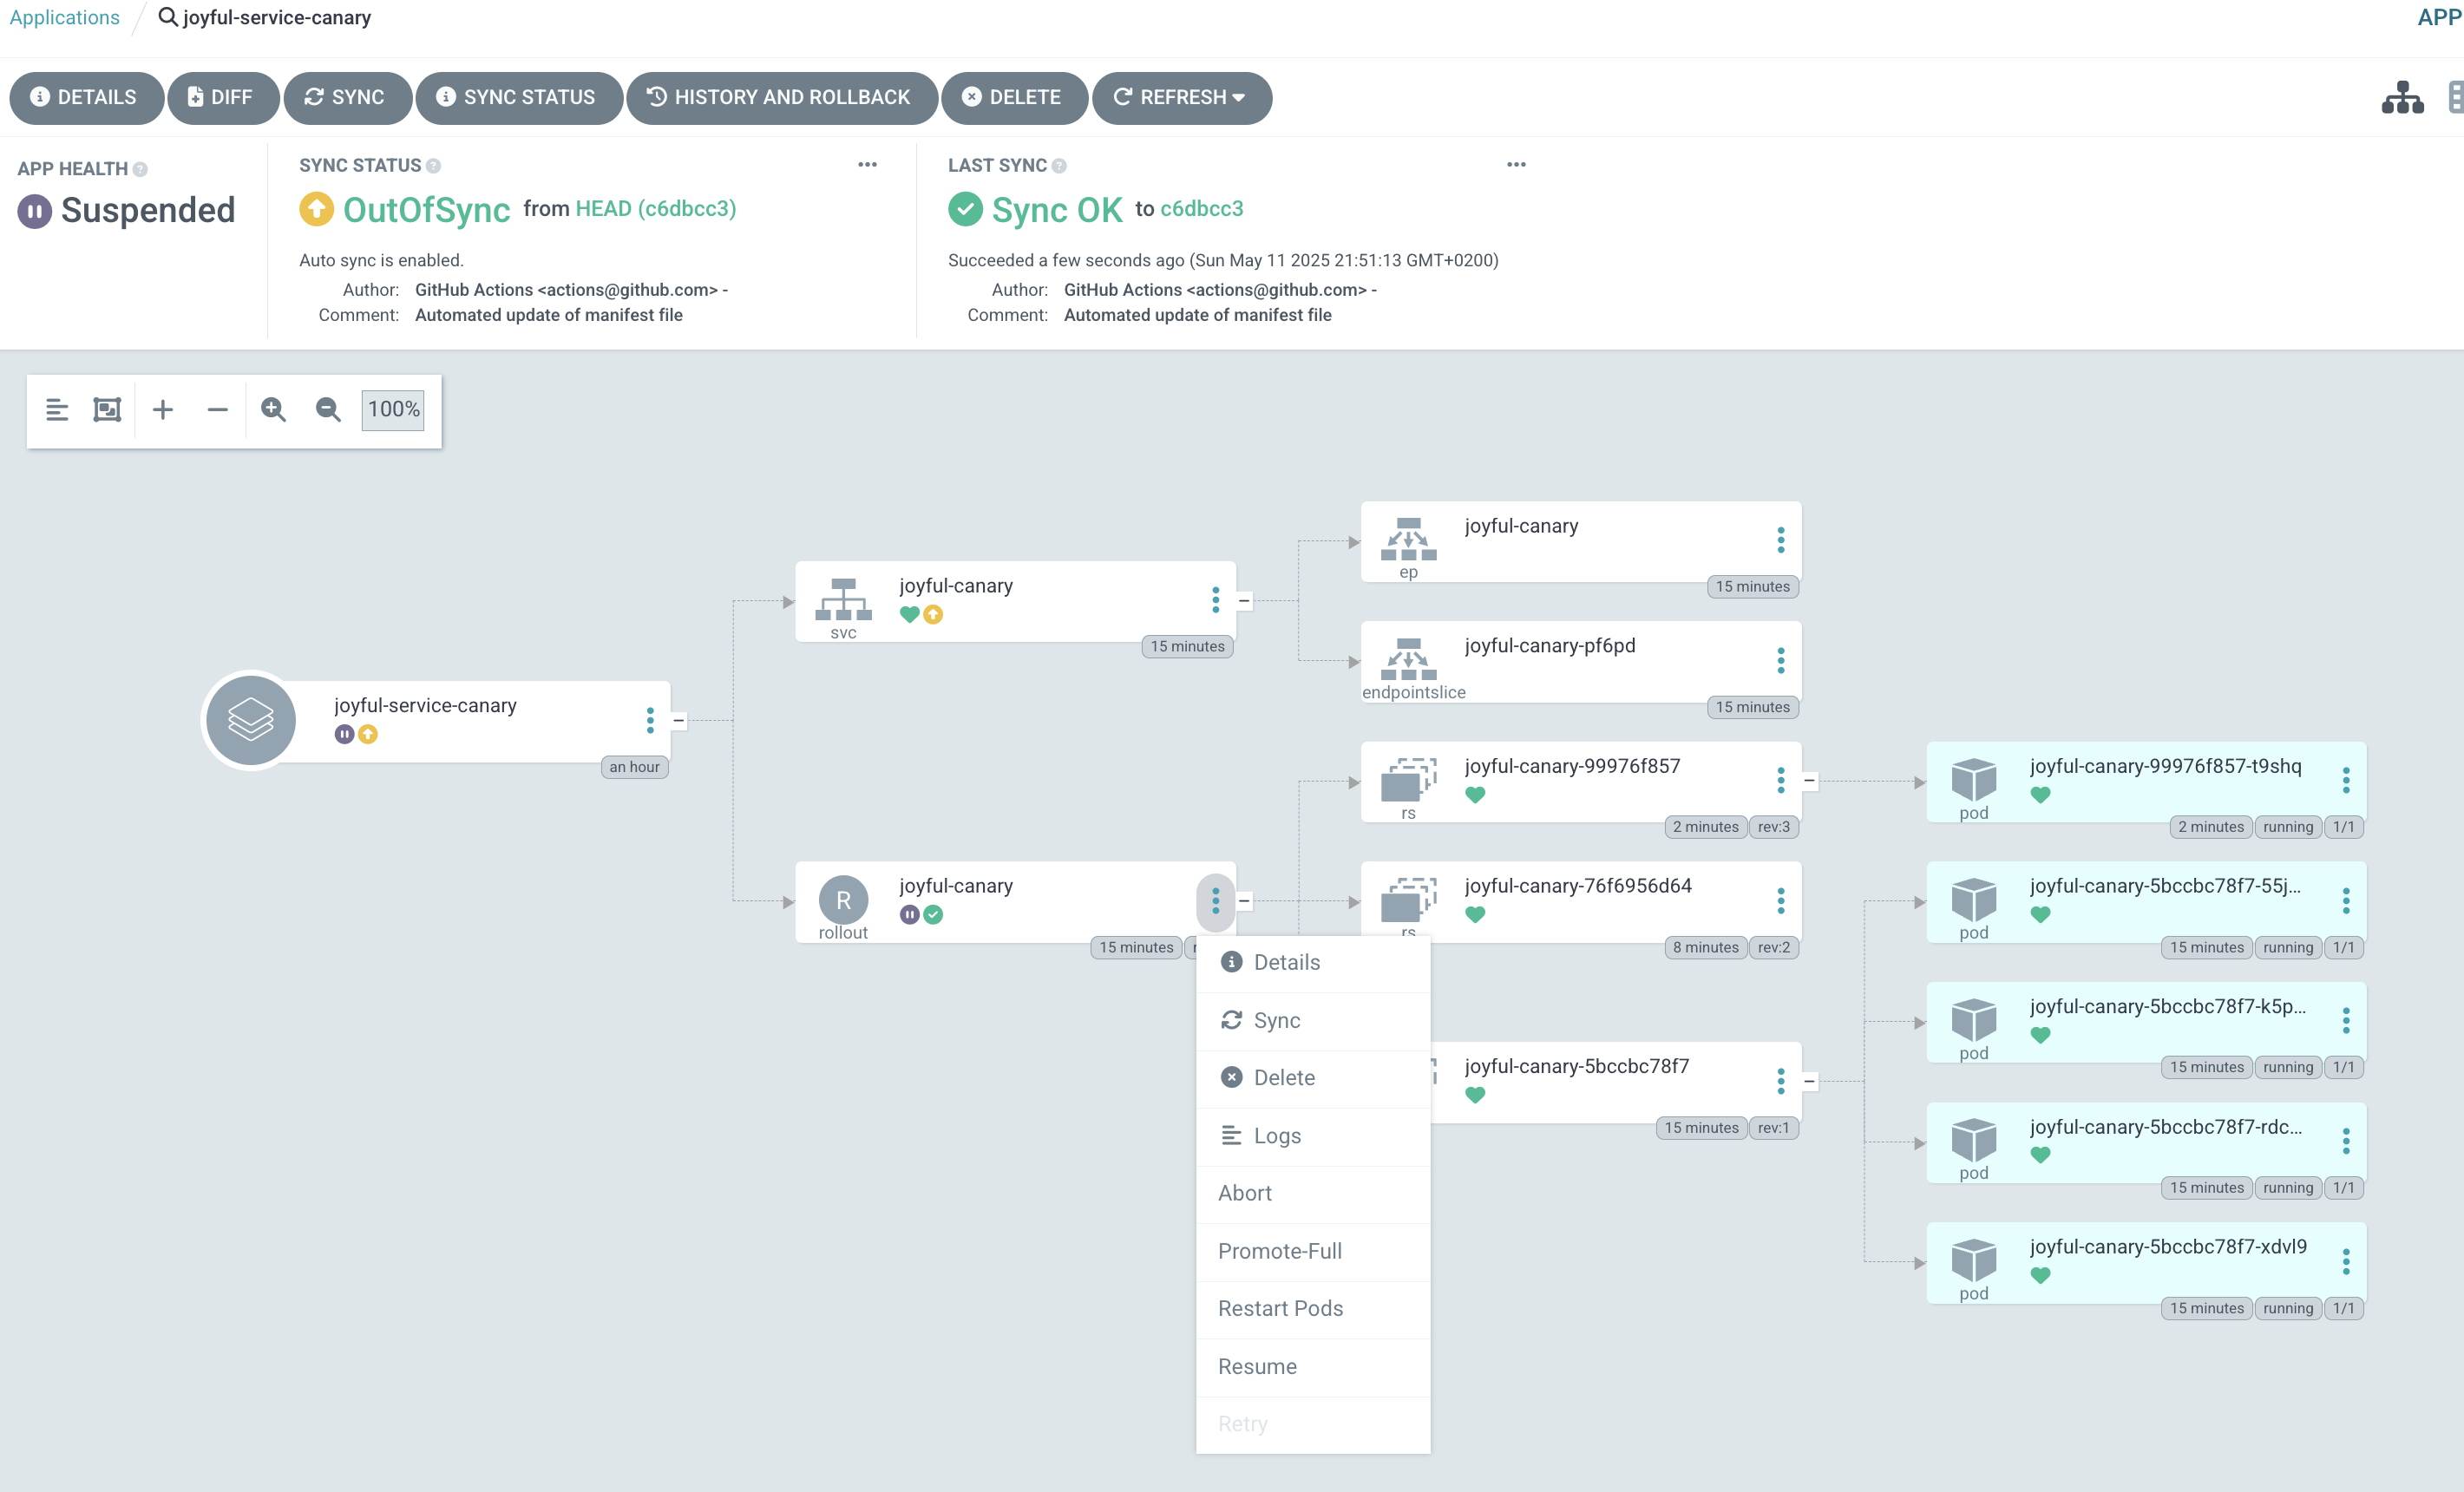 Applications / joyful-service-canary
APP
DETAILS DIFF SYNC SYNC STATUS HISTORY AND ROLLBACK DELETE REFRESH
APP HEALTH
Suspended
SYNC STATUS
OutOfSync from HEAD (c6dbcc3)
Auto sync is enabled.
Author: GitHub Actions <actions@github.com> -
Comment: Automated update of manifest file
LAST SYNC
Sync OK to c6dbcc3
Succeeded a few seconds ago (Sun May 11 2025 21:51:13 GMT+0200)
Author: GitHub Actions <actions@github.com> -
Comment: Automated update of manifest file
100%
joyful-service-canary
an hour
joyful-canary
svc
15 minutes
R
joyful-canary
rollout
15 minutes
joyful-canary
ep
15 minutes
joyful-canary-pf6pd
endpointslice
15 minutes
joyful-canary-99976f857
rs
2 minutes rev:3
joyful-canary-76f6956d64
rs
8 minutes rev:2
joyful-canary-5bccbc78f7
15 minutes rev:1
joyful-canary-99976f857-t9shq
pod
2 minutes running 1/1
joyful-canary-5bccbc78f7-55j...
pod
15 minutes running 1/1
joyful-canary-5bccbc78f7-k5p...
pod
15 minutes running 1/1
joyful-canary-5bccbc78f7-rdc...
pod
15 minutes running 1/1
joyful-canary-5bccbc78f7-xdvl9
pod
15 minutes running 1/1
Details
Sync
Delete
Logs
Abort
Promote-Full
Restart Pods
Resume
Retry